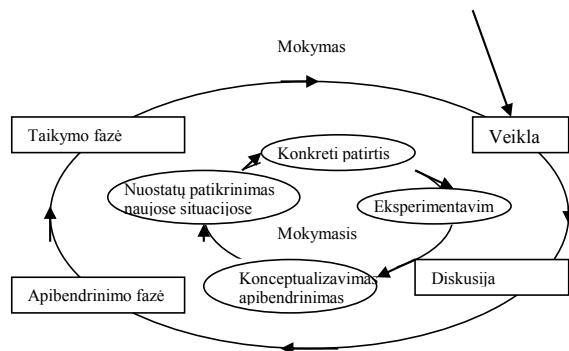 Mokymas
Taikymo fazė
Veikla
Konkreti patirtis
Nuostatų patikrinimas
naujose situacijose
Eksperimentavim
Mokymasis
Konceptualizavimas
apibendrinimas
Diskusija
Apibendrinimo fazė